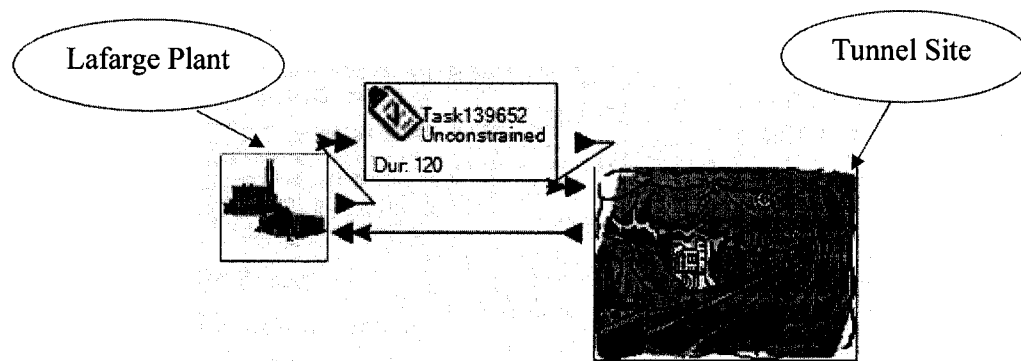 Lafarge Plant
Tunnel Site
Task139652
Unconstrained
Dur: 120